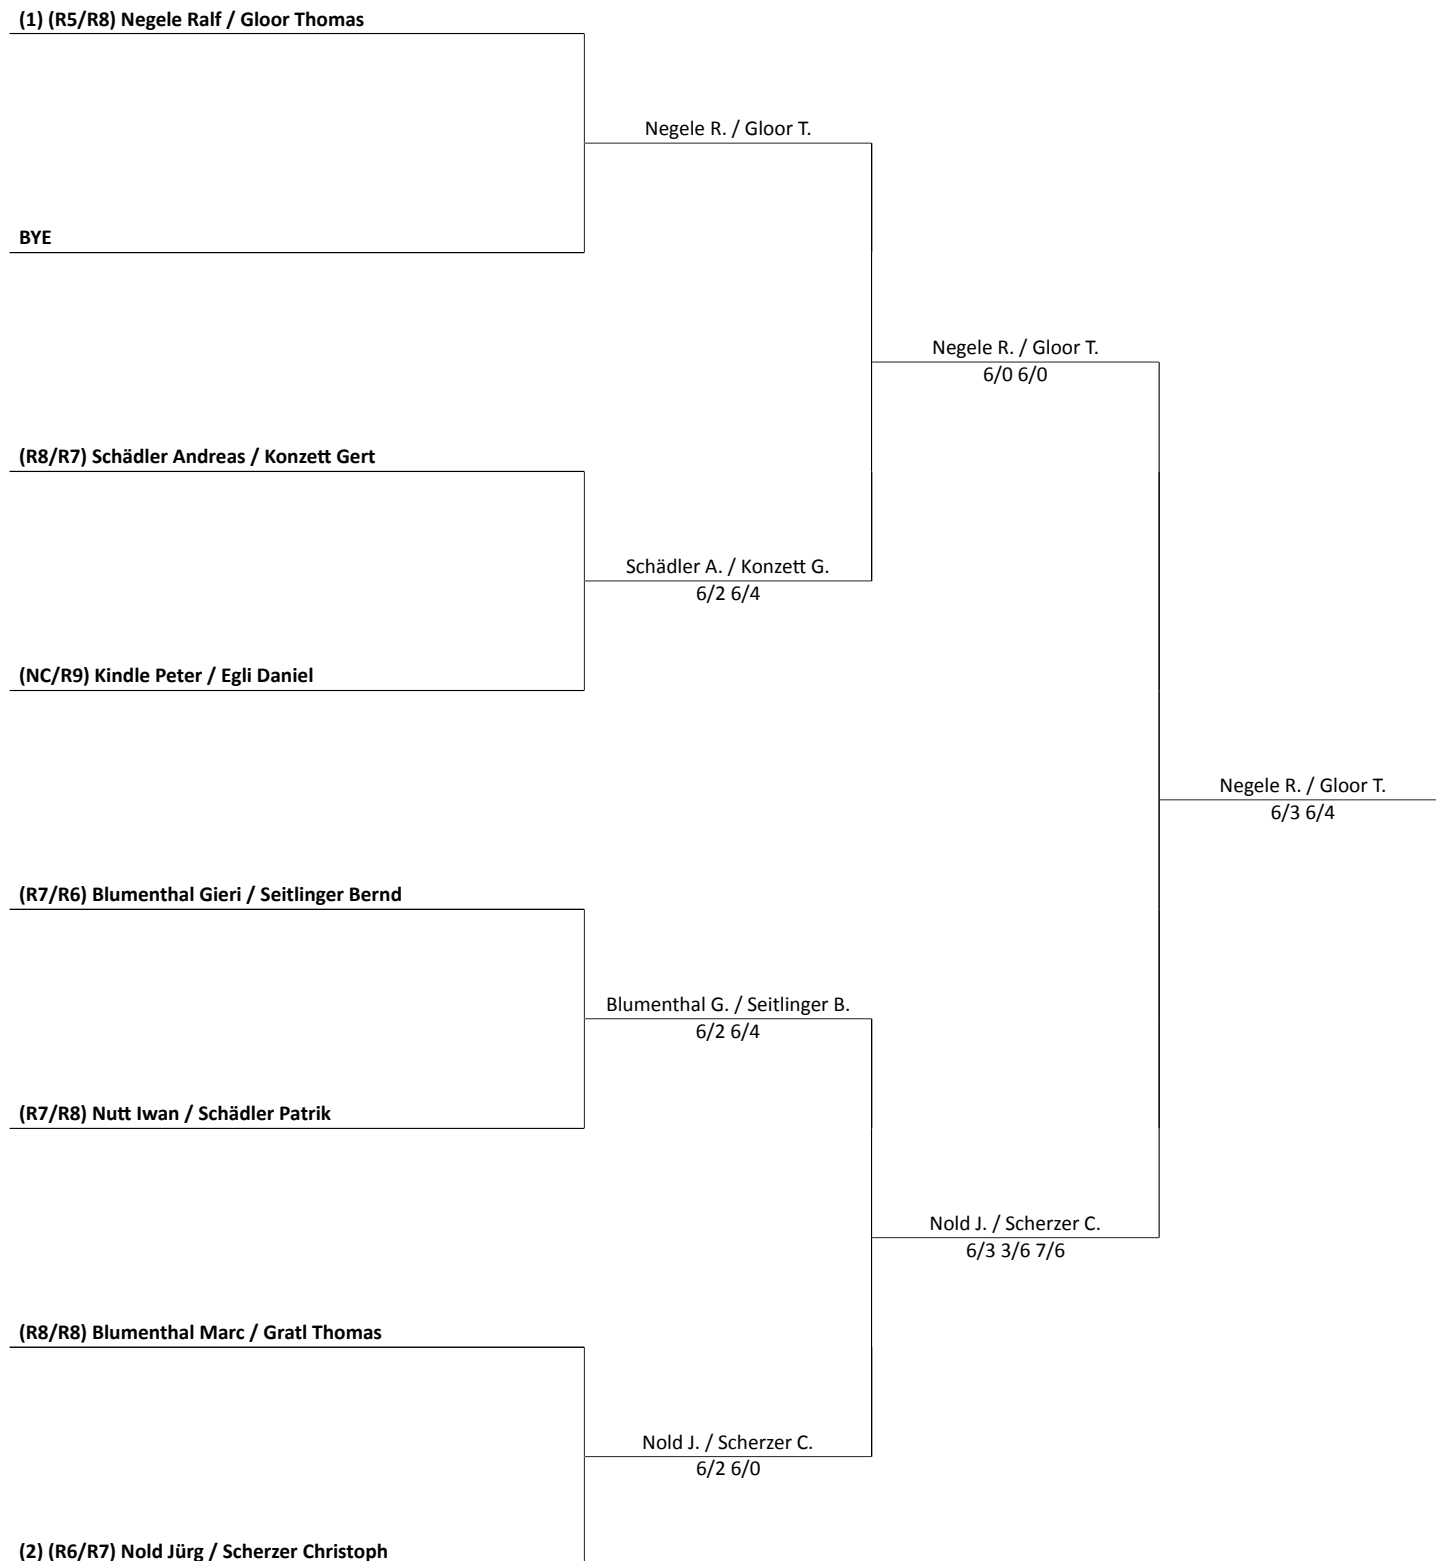 (1) (R5/R8) Negele Ralf / Gloor Thomas
Negele R. / Gloor T.
BYE
Negele R. / Gloor T.
6/0 6/0
(R8/R7) Schädler Andreas / Konzett Gert
Schädler A. / Konzett G.
6/2 6/4
(NC/R9) Kindle Peter / Egli Daniel
Negele R. / Gloor T.
6/3 6/4
(R7/R6) Blumenthal Gieri / Seitlinger Bernd
Blumenthal G. / Seitlinger B.
6/2 6/4
(R7/R8) Nutt Iwan / Schädler Patrik
Nold J. / Scherzer C.
6/3 3/6 7/6
(R8/R8) Blumenthal Marc / Gratl Thomas
Nold J. / Scherzer C.
6/2 6/0
(2) (R6/R7) Nold Jürg / Scherzer Christoph